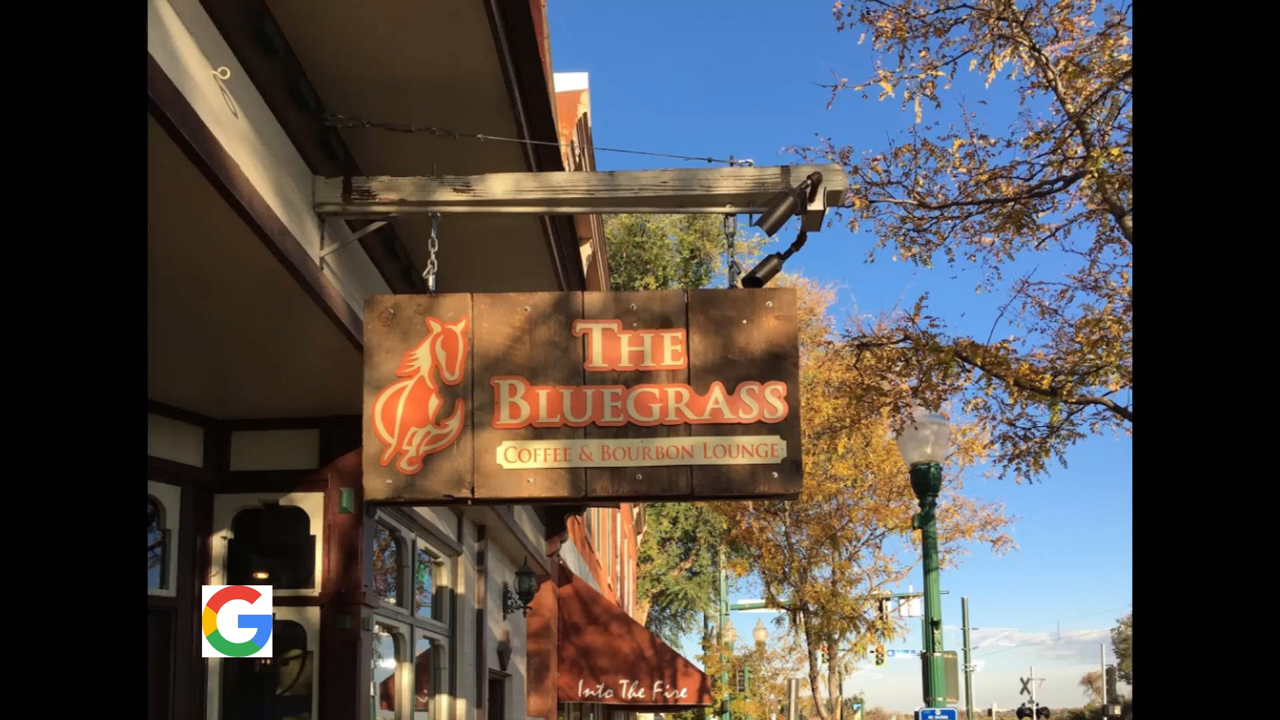 THE
BLUEGRASS
COFFEE & BOURBON LOUNGE
Into The Fire
G